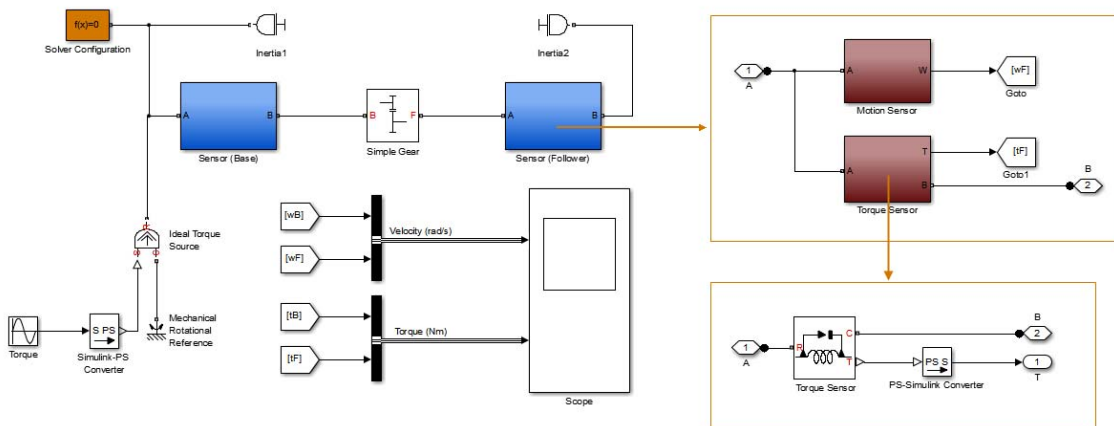 f(x)=0
Solver Configuration
Inertia1
Inertia2
A
B
Sensor (Base)
B
F
Simple Gear
A
B
Sensor (Follower)
R
S
C
Ideal Torque
Source
Torque
S PS
Simulink-PS
Converter
Mechanical
Rotational
Reference
[wB]
[wF]
Velocity (rad/s)
[tB]
[tF]
Torque (Nm)
Scope
1
A
A
W
Motion Sensor
[wF]
Goto
A
T
B
Torque Sensor
[tF]
Goto1
B
2
1
A
R
C
T
Torque Sensor
PS S
PS-Simulink Converter
B
2
1
T